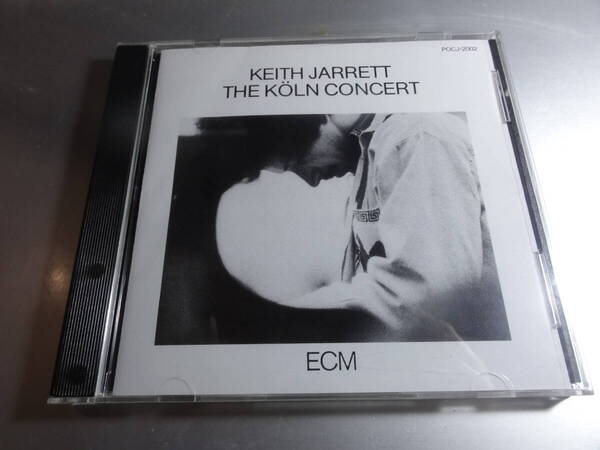 POCJ-2002
KEITH JARRETT
THE KÖLN CONCERT
ECM